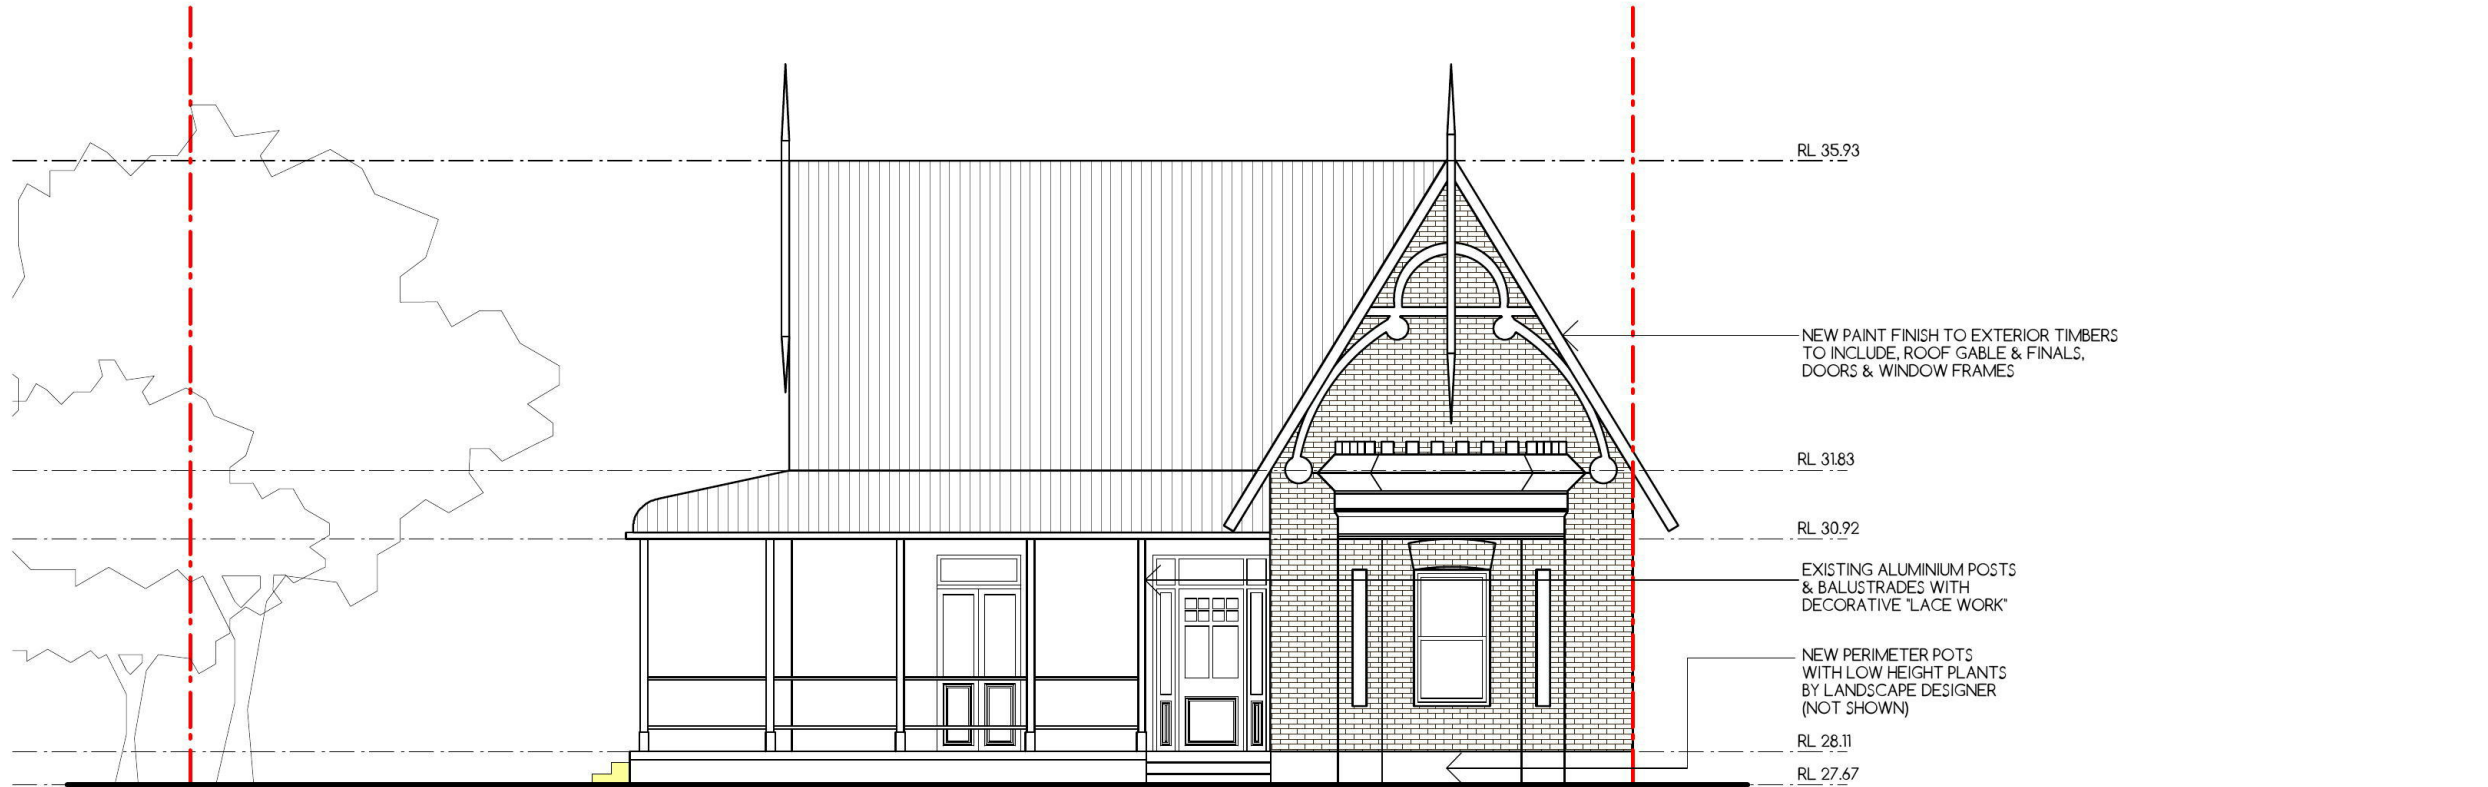 RL 35.93
NEW PAINT FINISH TO EXTERIOR TIMBERS
TO INCLUDE, ROOF GABLE & FINALS,
DOORS & WINDOW FRAMES
RL 31.83
RL 30.92
EXISTING ALUMINIUM POSTS
& BALUSTRADES WITH
DECORATIVE "LACE WORK"
NEW PERIMETER POTS
WITH LOW HEIGHT PLANTS
BY LANDSCAPE DESIGNER
(NOT SHOWN)
RL 28.11
RL 27.67